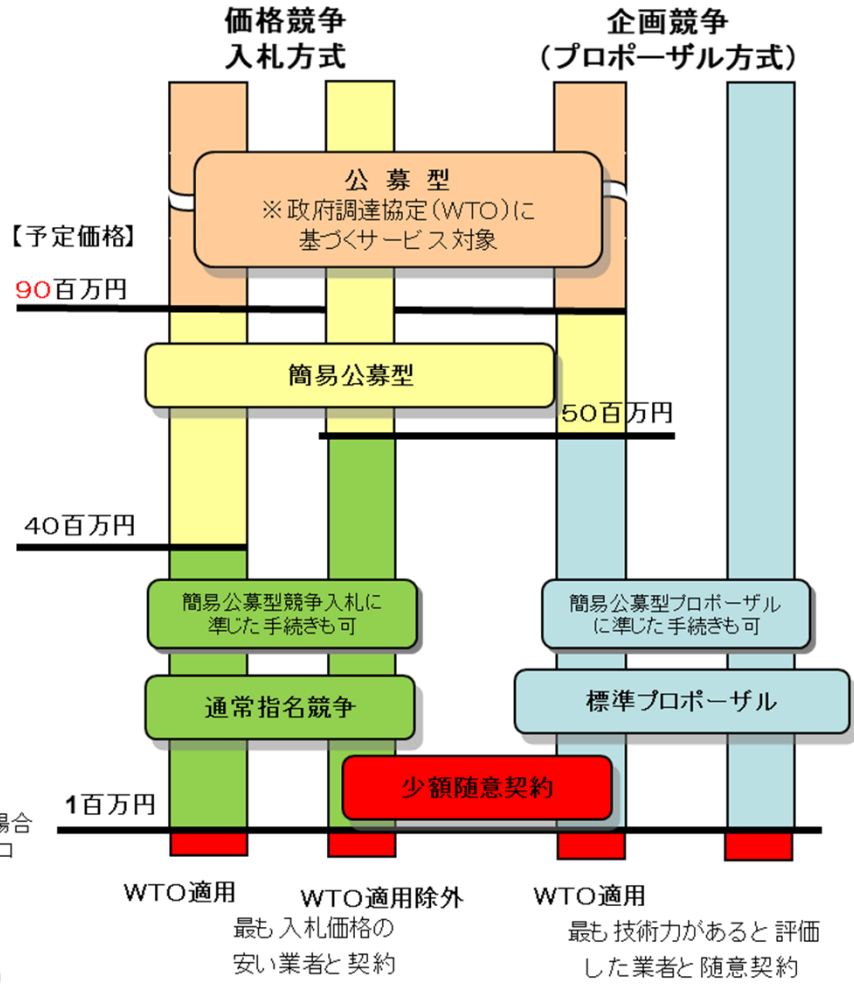 価格競争
入札方式
企画競争
(プロポーザル方式)
公 募 型
※政府調達協定(WTO)に
基づくサービス対象
【予定価格】
90百万円
簡易公募型
50百万円
40百万円
簡易公募型競争入札に
準じた手続きも可
簡易公募型プロポーザル
に準じた手続きも可
通常指名競争
標準プロポーザル
少額随意契約
1百万円
場合
コ
WTO適用
WTO適用除外
WTO適用
最も入札価格の
安い業者と契約
最も技術力があると評価
した業者と随意契約